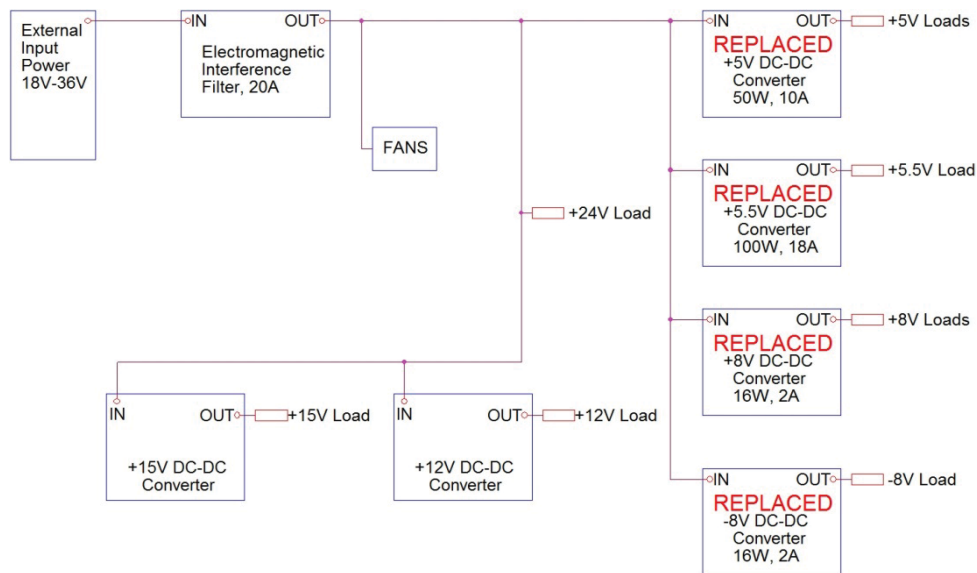 External
Input
Power
18V-36V
IN
OUT
Electromagnetic
Interference
Filter, 20A
FANS
+24V Load
IN
OUT
REPLACED
+5V DC-DC
Converter
50W, 10A
+5V Loads
IN
OUT
REPLACED
+5.5V DC-DC
Converter
100W, 18A
+5.5V Load
IN
OUT
REPLACED
+8V DC-DC
Converter
16W, 2A
+8V Loads
IN
OUT
REPLACED
-8V DC-DC
Converter
16W, 2A
-8V Load
IN
OUT
+15V Load
+15V DC-DC
Converter
IN
OUT
+12V Load
+12V DC-DC
Converter